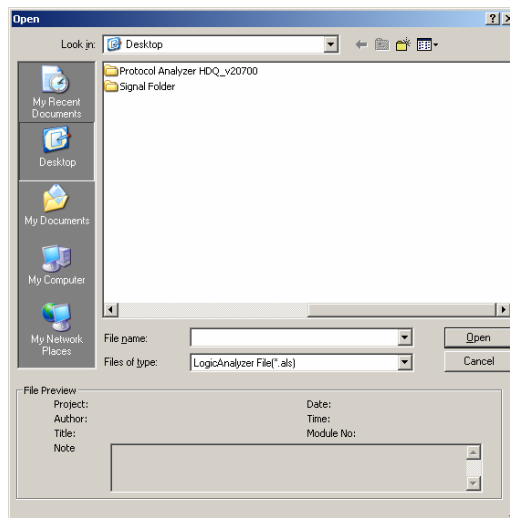 Open
Look in:
Desktop
My Recent
Documents
Desktop
My Documents
My Computer
My Network
Places
Protocol Analyzer HDQ_v20700
Signal Folder
File name:
Open
Files of type:
LogicAnalyzer File(*.als)
Cancel
File Preview
Project:
Date:
Author:
Time:
Title:
Module No:
Note